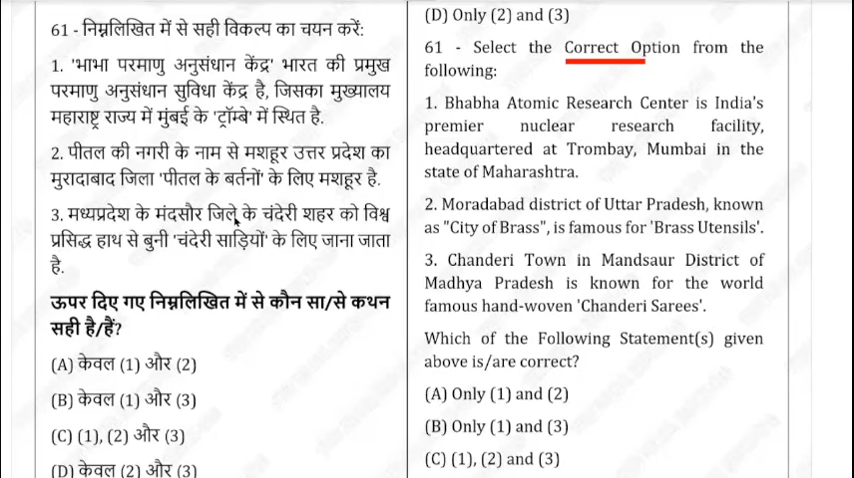 61 - निम्नलिखित में से सही विकल्प का चयन करें:
1. 'भाभा परमाणु अनुसंधान केंद्र' भारत की प्रमुख
परमाणु अनुसंधान सुविधा केंद्र है, जिसका मुख्यालय
महाराष्ट्र राज्य में मुंबई के 'ट्रॉम्बे' में स्थित है.
2. पीतल की नगरी के नाम से मशहूर उत्तर प्रदेश का
मुरादाबाद जिला 'पीतल के बर्तनों' के लिए मशहूर है.
3. मध्यप्रदेश के मंदसौर जिले के चंदेरी शहर को विश्व
प्रसिद्ध हाथ से बुनी 'चंदेरी साड़ियों' के लिए जाना जाता
है.
ऊपर दिए गए निम्नलिखित में से कौन सा/से कथन
सही है/हैं?
(A) केवल (1) और (2)
(B) केवल (1) और (3)
(C) (1), (2) और (3)
(D) केवल (2) और (3)
(D) Only (2) and (3)
61 - Select the Correct Option from the
following:
1. Bhabha Atomic Research Center is India's
premier nuclear research facility,
headquartered at Trombay, Mumbai in the
state of Maharashtra.
2. Moradabad district of Uttar Pradesh, known
as "City of Brass", is famous for 'Brass Utensils'.
3. Chanderi Town in Mandsaur District of
Madhya Pradesh is known for the world
famous hand-woven 'Chanderi Sarees'.
Which of the Following Statement(s) given
above is/are correct?
(A) Only (1) and (2)
(B) Only (1) and (3)
(C) (1), (2) and (3)